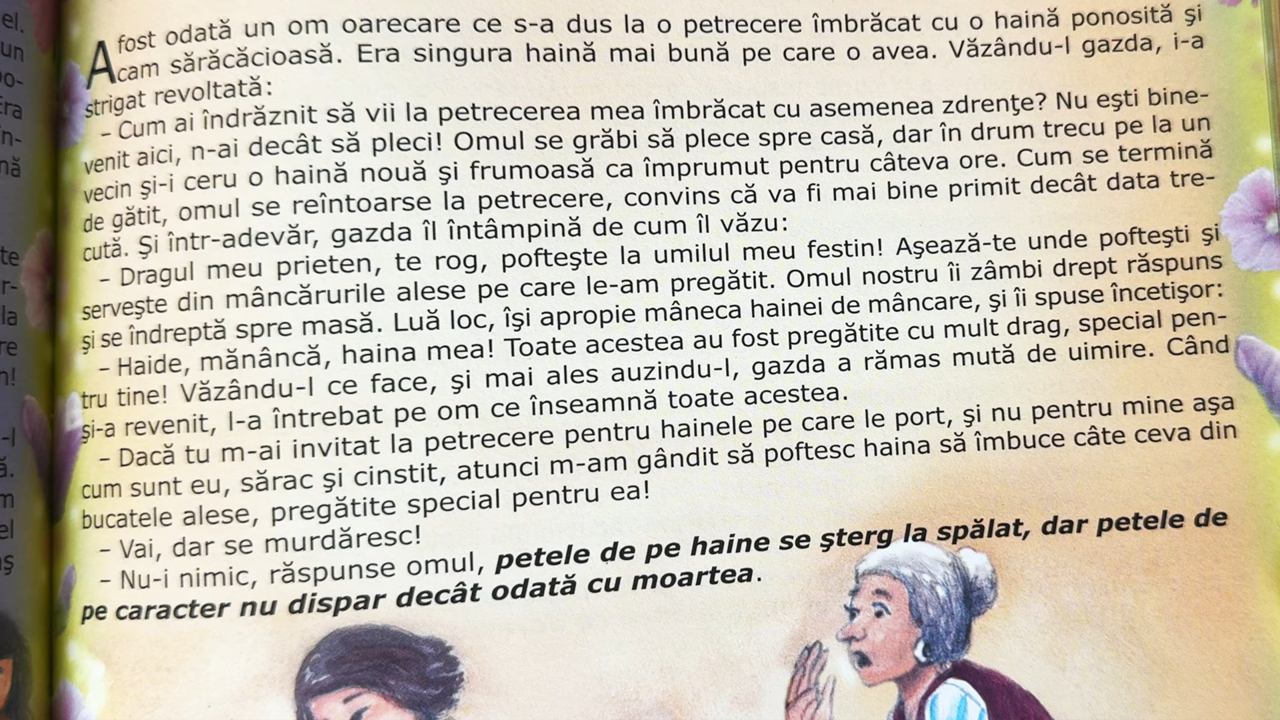 A fost odată un om oarecare ce s-a dus la o petrecere îmbrăcat cu o haină ponosită şi
cam sărăcăcioasă. Era singura haină mai bună pe care o avea. Văzându-l gazda, i-a
strigat revoltată:
– Cum ai îndrăznit să vii la petrecerea mea îmbrăcat cu asemenea zdrenţe? Nu eşti bine-
venit aici, n-ai decât să pleci! Omul se grăbi să plece spre casă, dar în drum trecu pe la un
vecin şi-i ceru o haină nouă şi frumoasă ca împrumut pentru câteva ore. Cum se termină
de gătit, omul se reîntoarse la petrecere, convins că va fi mai bine primit decât data tre-
cută. Şi într-adevăr, gazda îl întâmpină de cum îl văzu:
– Dragul meu prieten, te rog, pofteşte la umilul meu festin! Aşează-te unde pofteşti şi
serveşte din mâncărurile alese pe care le-am pregătit. Omul nostru îi zâmbi drept răspuns
şi se îndreptă spre masă. Luă loc, îşi apropie mâneca hainei de mâncare, şi îi spuse încetişor:
– Haide, mănâncă, haina mea! Toate acestea au fost pregătite cu mult drag, special pen-
tru tine! Văzându-l ce face, şi mai ales auzindu-l, gazda a rămas mută de uimire. Când
şi-a revenit, l-a întrebat pe om ce înseamnă toate acestea.
– Dacă tu m-ai invitat la petrecere pentru hainele pe care le port, şi nu pentru mine aşa
cum sunt eu, sărac şi cinstit, atunci m-am gândit să poftesc haina să îmbuce câte ceva din
bucatele alese, pregătite special pentru ea!
– Vai, dar se murdăresc!
– Nu-i nimic, răspunse omul, petele de pe haine se şterg la spălat, dar petele de
pe caracter nu dispar decât odată cu moartea.